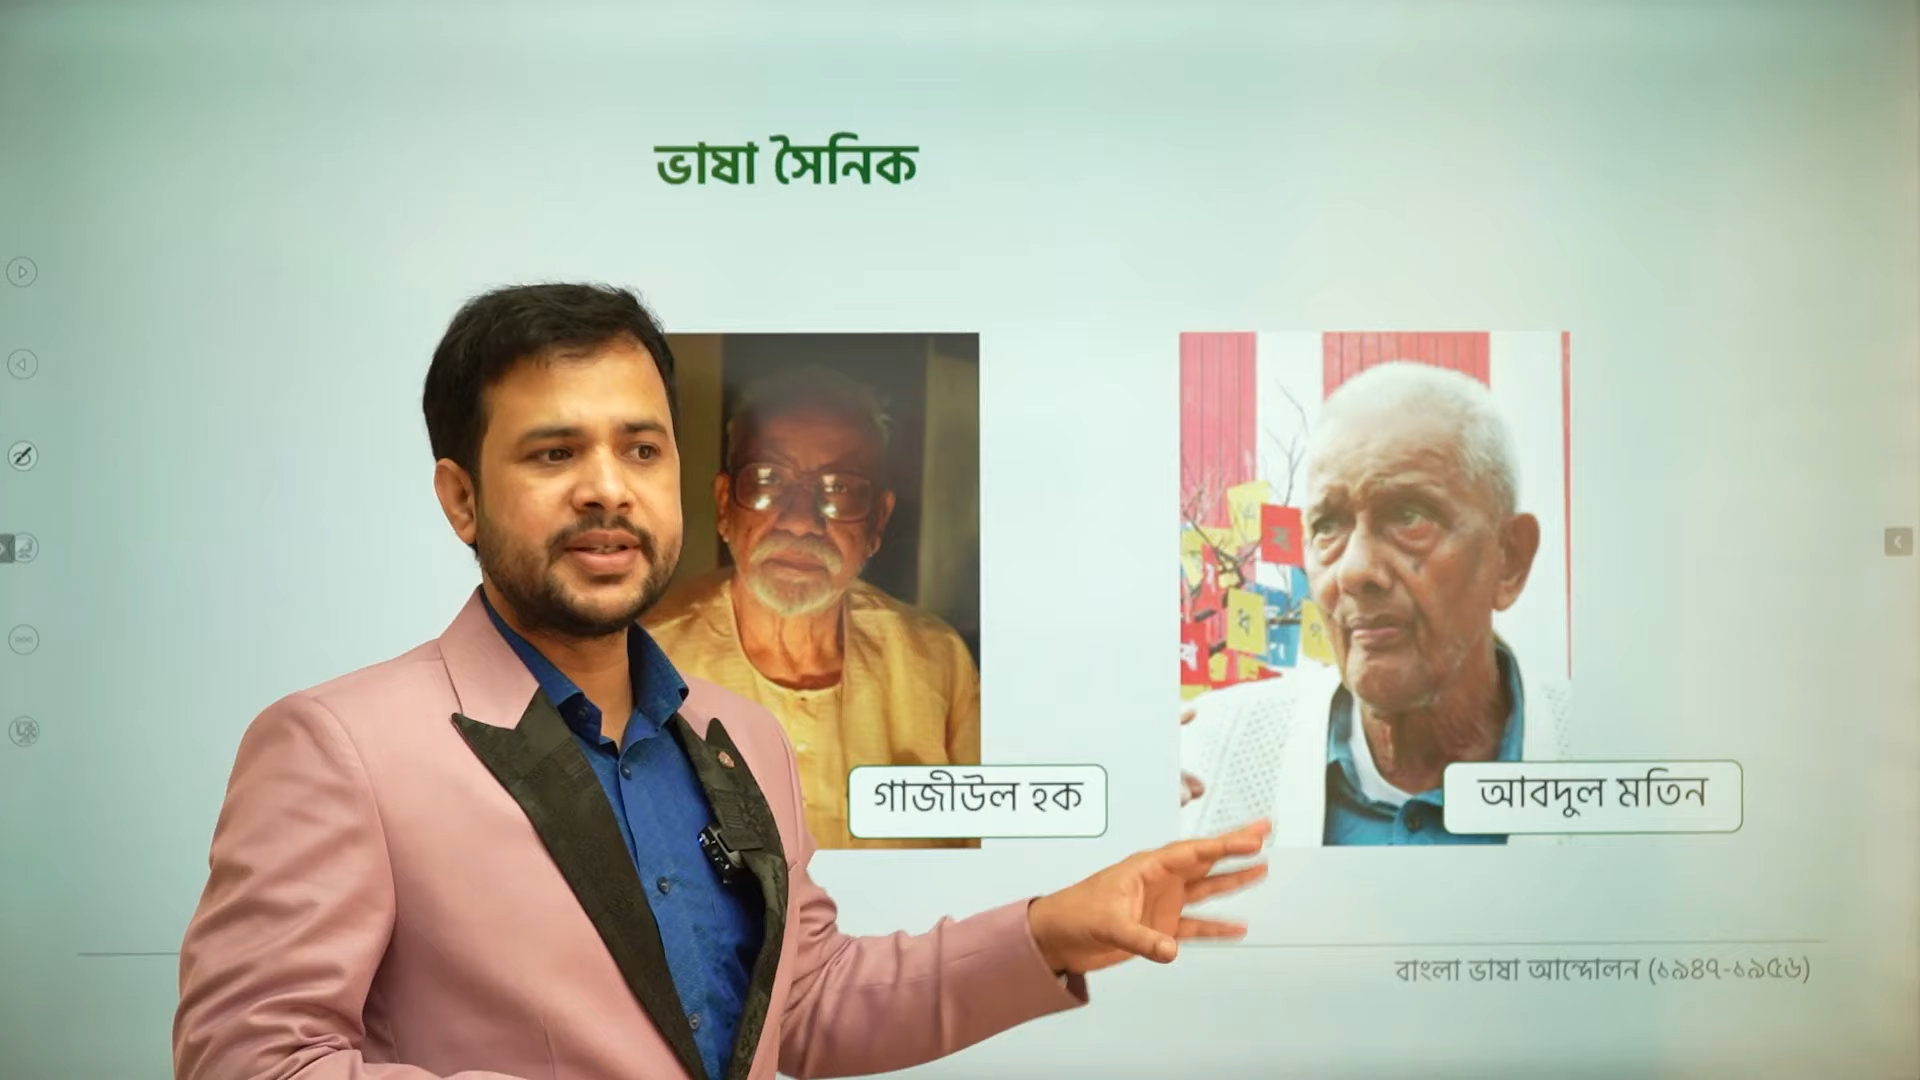 ভাষা সৈনিক
গাজীউল হক
আবদুল মতিন
ধ
বাংলা ভাষা আন্দোলন (১৯৪৭-১৯৫৬)